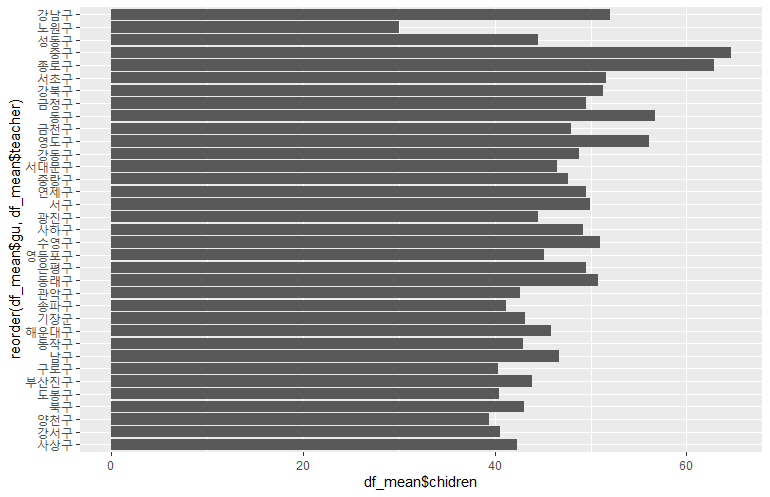 강남구
노원구
성동구
중구
종로구
서초구
강북구
금정구
동구
금천구
영도구
강동구
서대문구
중랑구
연제구
서구
광진구
사하구
수영구
영등포구
은평구
동래구
관악구
송파구
기장군
해운대구
동작구
남구
구로구
부산진구
도봉구
북구
양천구
강서구
사상구
reorder(df_mean$gu, df_mean$teacher)
0 20 40 60
df_mean$chidren